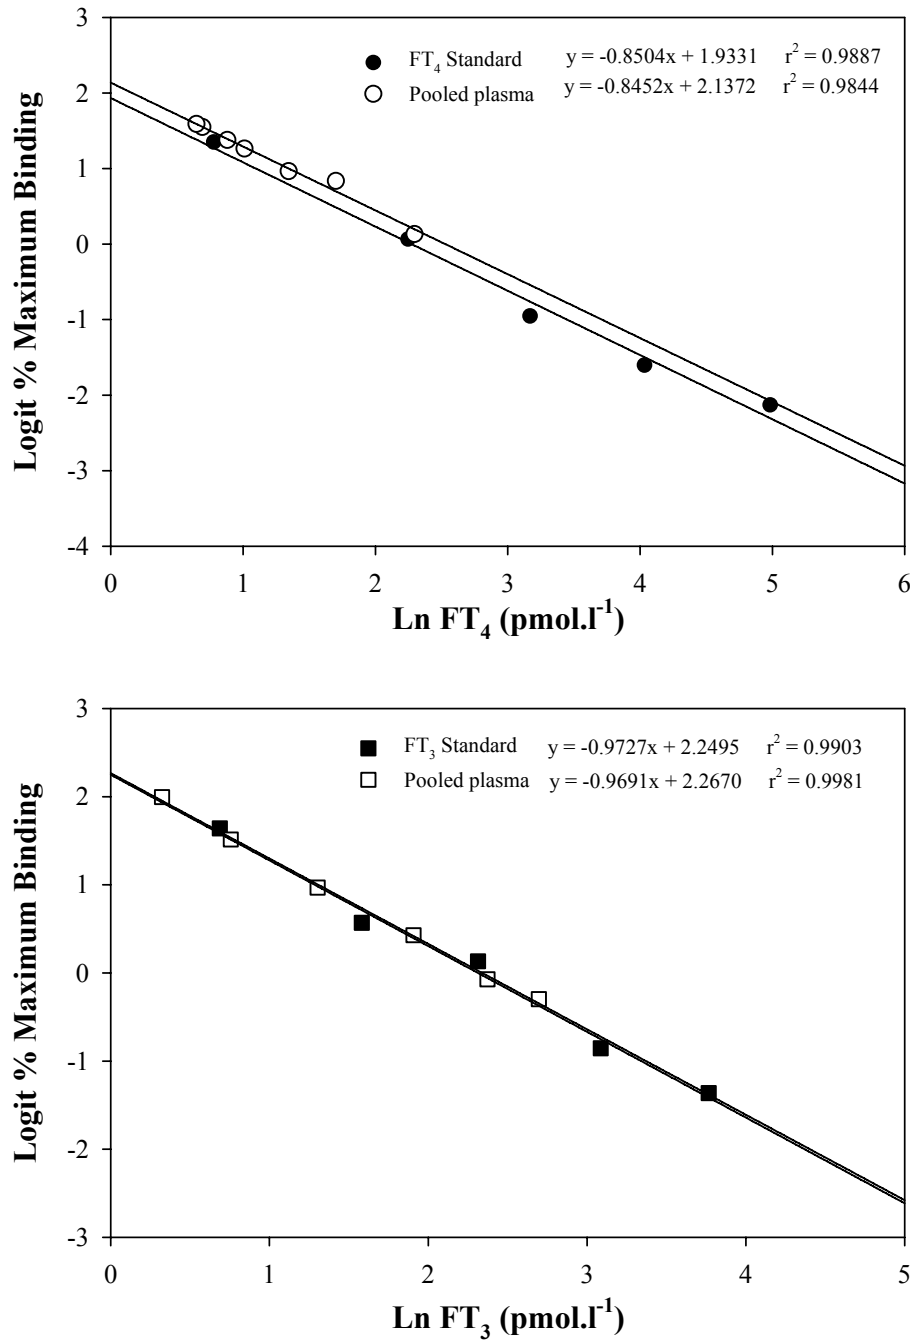 3
2
1
0
-1
-2
-3
-4
Logit % Maximum Binding
FT4 Standard y = -0.8504x + 1.9331 r² = 0.9887
Pooled plasma y = -0.8452x + 2.1372 r² = 0.9844
0 1 2 3 4 5 6
Ln FT4 (pmol.l⁻¹)
3
2
1
0
-1
-2
-3
Logit % Maximum Binding
FT3 Standard y = -0.9727x + 2.2495 r² = 0.9903
Pooled plasma y = -0.9691x + 2.2670 r² = 0.9981
0 1 2 3 4 5
Ln FT3 (pmol.l⁻¹)